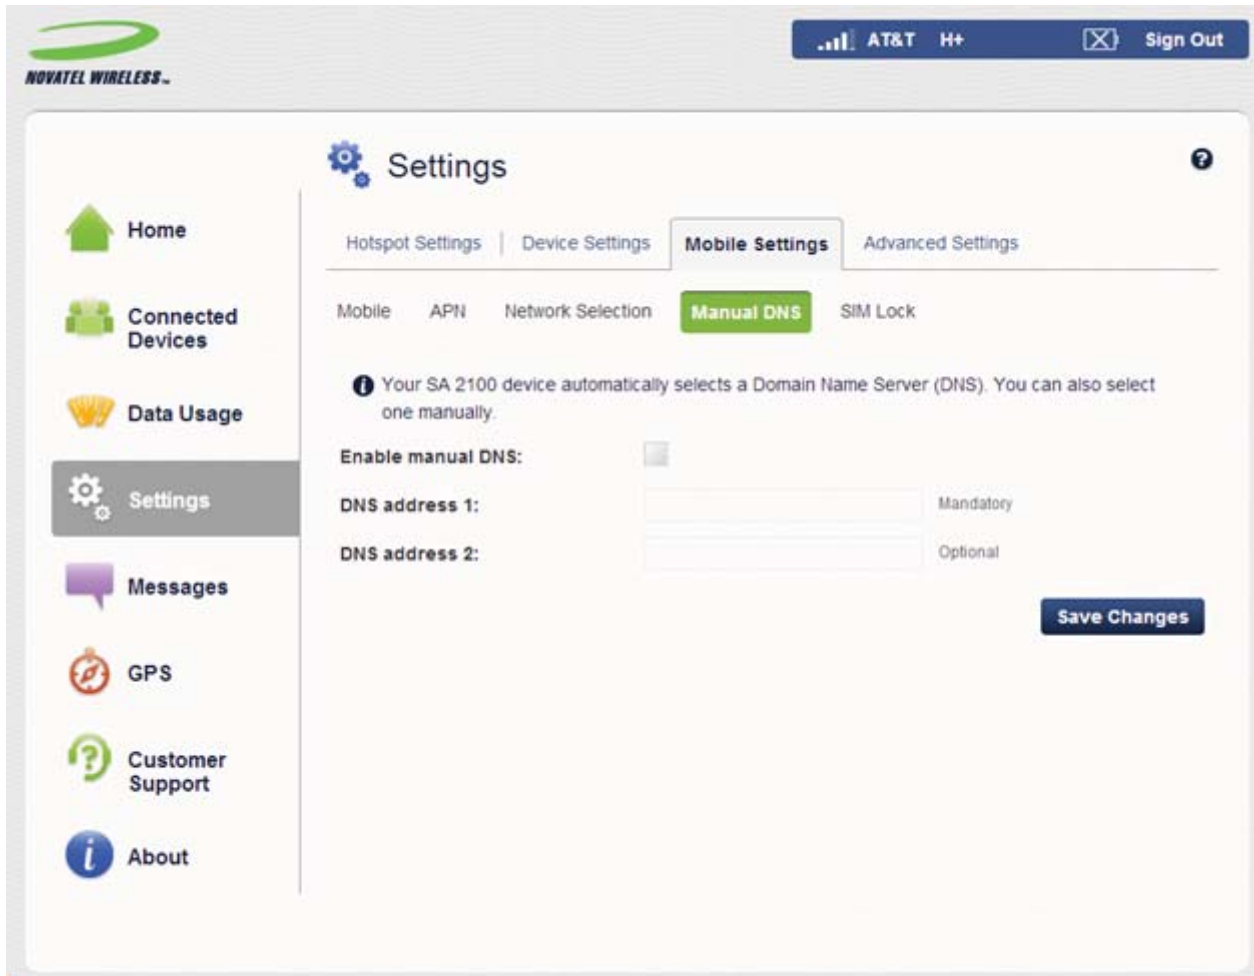 NOVATEL WIRELESS™
AT&T H+ Sign Out
Settings
Home
Connected
Devices
Data Usage
Settings
Messages
GPS
Customer
Support
About
Hotspot Settings | Device Settings Mobile Settings Advanced Settings
Mobile APN Network Selection Manual DNS SIM Lock
Your SA 2100 device automatically selects a Domain Name Server (DNS). You can also select
one manually.
Enable manual DNS:
DNS address 1: Mandatory
DNS address 2: Optional
Save Changes